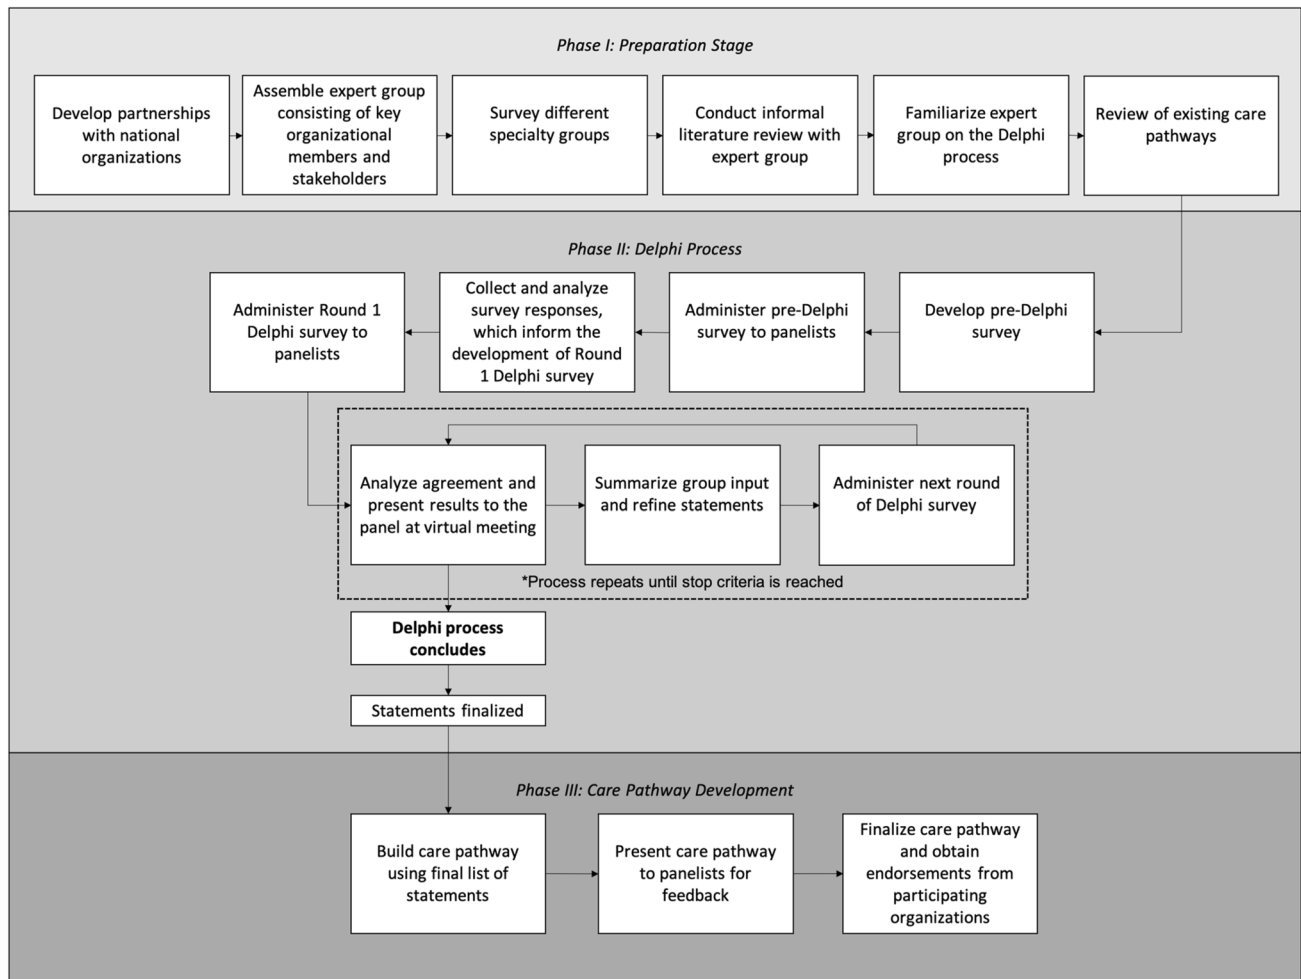 Phase I: Preparation Stage
Develop partnerships
with national
organizations
Assemble expert group
consisting of key
organizational
members and
stakeholders
Survey different
specialty groups
Conduct informal
literature review with
expert group
Familiarize expert
group on the Delphi
process
Review of existing care
pathways
Phase II: Delphi Process
Develop pre-Delphi
survey
Administer pre-Delphi
survey to panelists
Collect and analyze
survey responses,
which inform the
development of Round
1 Delphi survey
Administer Round 1
Delphi survey to
panelists
Analyze agreement and
present results to the
panel at virtual meeting
Summarize group input
and refine statements
Administer next round
of Delphi survey
*Process repeats until stop criteria is reached
Delphi process
concludes
Statements finalized
Phase III: Care Pathway Development
Build care pathway
using final list of
statements
Present care pathway
to panelists for
feedback
Finalize care pathway
and obtain
endorsements from
participating
organizations